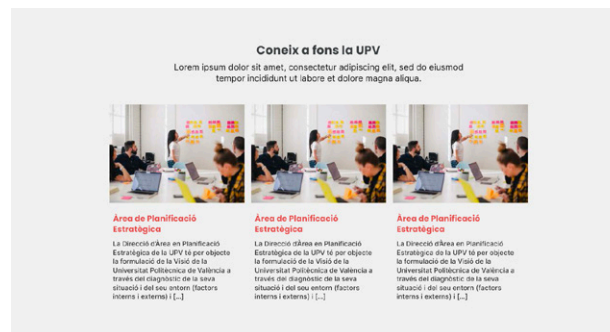 Coneix a fons la UPV
Lorem ipsum dolor sit amet, consectetur adipiscing elit, sed do eiusmod
tempor incididunt ut labore et dolore magna aliqua.
Àrea de Planificació
Estratègica
La Direcció d'Àrea en Planificació
Estratègica de la UPV té per objecte
la formulació de la Visió de la
Universitat Politècnica de València a
través del diagnòstic de la seva
situació i del seu entorn (factors
interns i externs) i [...]
Àrea de Planificació
Estratègica
La Direcció d'Àrea en Planificació
Estratègica de la UPV té per objecte
la formulació de la Visió de la
Universitat Politècnica de València a
través del diagnòstic de la seva
situació i del seu entorn (factors
interns i externs) i [...]
Àrea de Planificació
Estratègica
La Direcció d'Àrea en Planificació
Estratègica de la UPV té per objecte
la formulació de la Visió de la
Universitat Politècnica de València a
través del diagnòstic de la seva
situació i del seu entorn (factors
interns i externs) i [...]